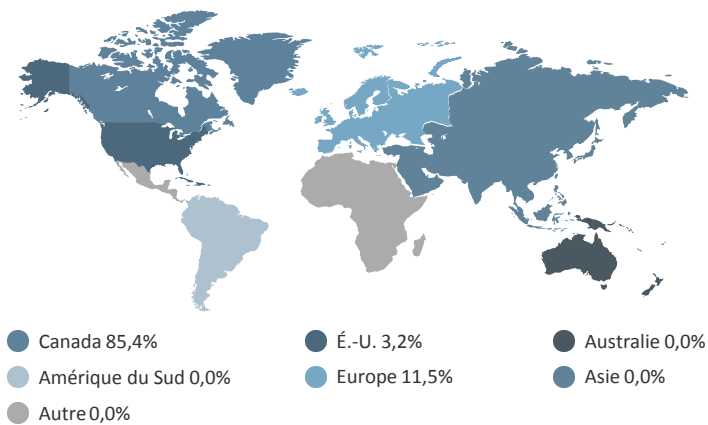 Canada 85,4%
É.-U. 3,2%
Australie 0,0%
Amérique du Sud 0,0%
Europe 11,5%
Asie 0,0%
Autre 0,0%